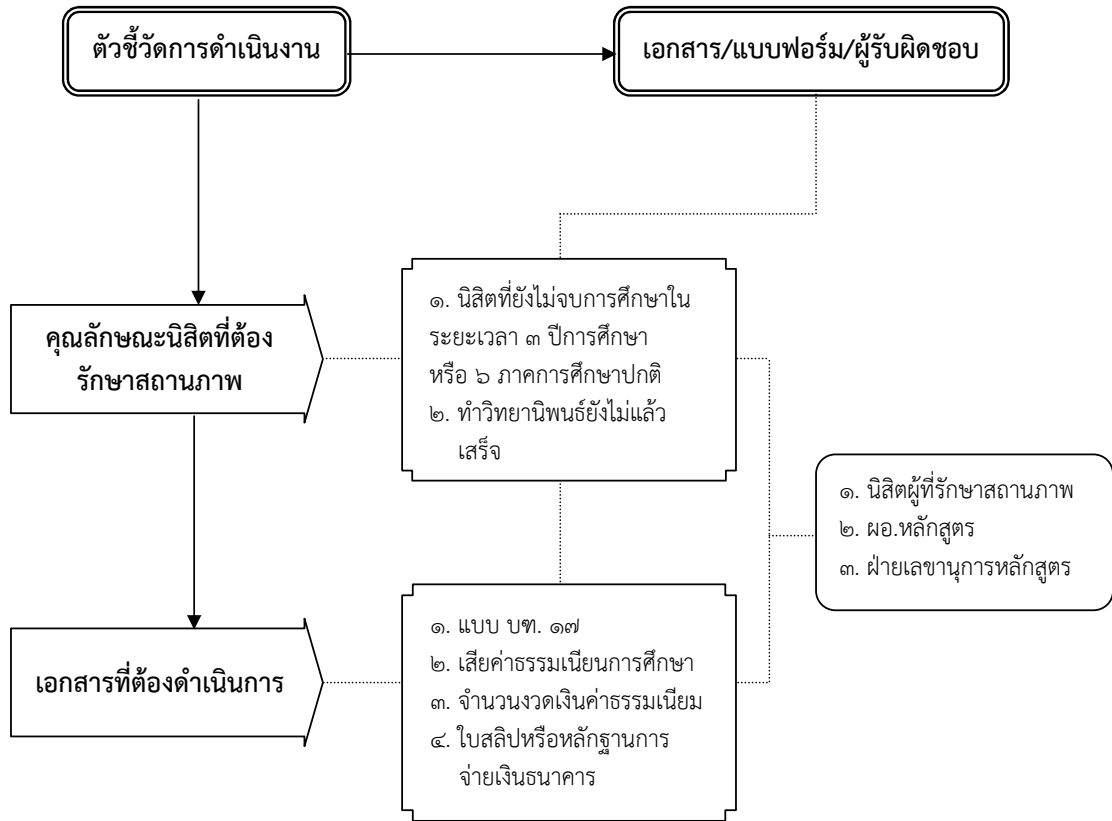 ตัวชี้วัดการดำเนินงาน
เอกสาร/แบบฟอร์ม/ผู้รับผิดชอบ
คุณลักษณะนิสิตที่ต้อง
รักษาสถานภาพ
๑. นิสิตที่ยังไม่จบการศึกษาใน
ระยะเวลา ๓ ปีการศึกษา
หรือ ๖ ภาคการศึกษาปกติ
๒. ทำวิทยานิพนธ์ยังไม่แล้ว
เสร็จ
๑. นิสิตผู้ที่รักษาสถานภาพ
๒. ผอ.หลักสูตร
๓. ฝ่ายเลขานุการหลักสูตร
เอกสารที่ต้องดำเนินการ
๑. แบบ บฑ. ๑๗
๒. เสียค่าธรรมเนียนการศึกษา
๓. จำนวนงวดเงินค่าธรรมเนียม
๔. ใบสลิปหรือหลักฐานการ
จ่ายเงินธนาคาร